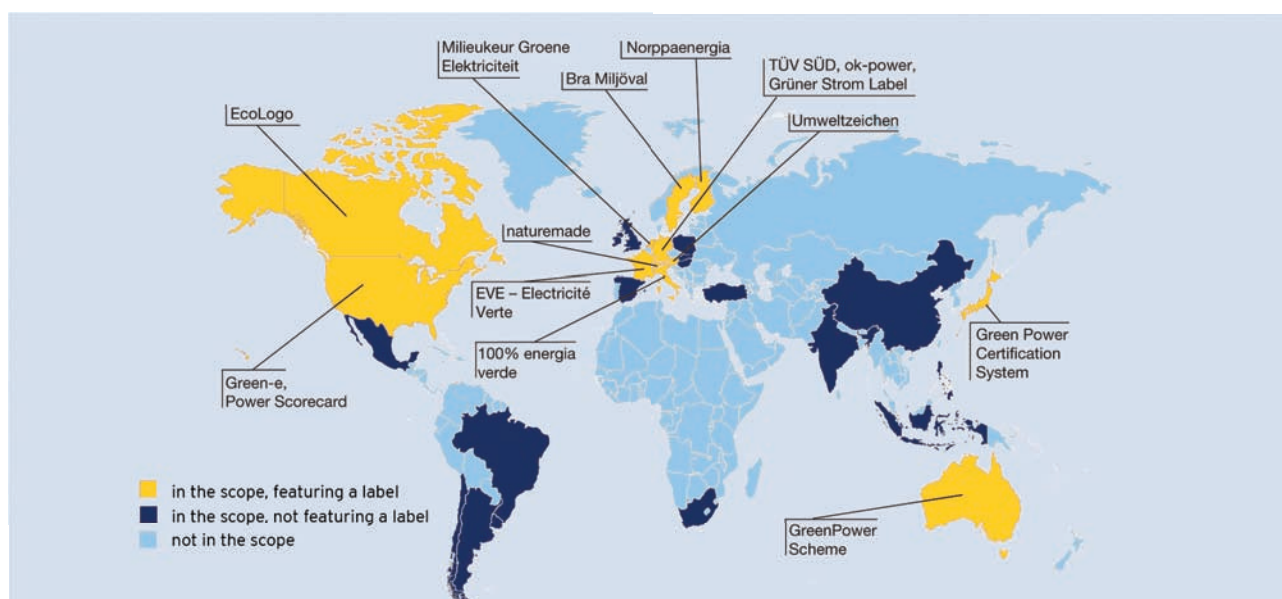 Milieukeur Groene
Elektriciteit
Norppaenergia
Bra Miljöval
TÜV SÜD, ok-power,
Grüner Strom Label
EcoLogo
Umweltzeichen
naturemade
EVE – Electricité
Verte
100% energia
verde
Green Power
Certification
System
Green-e,
Power Scorecard
GreenPower
Scheme
in the scope, featuring a label
in the scope, not featuring a label
not in the scope